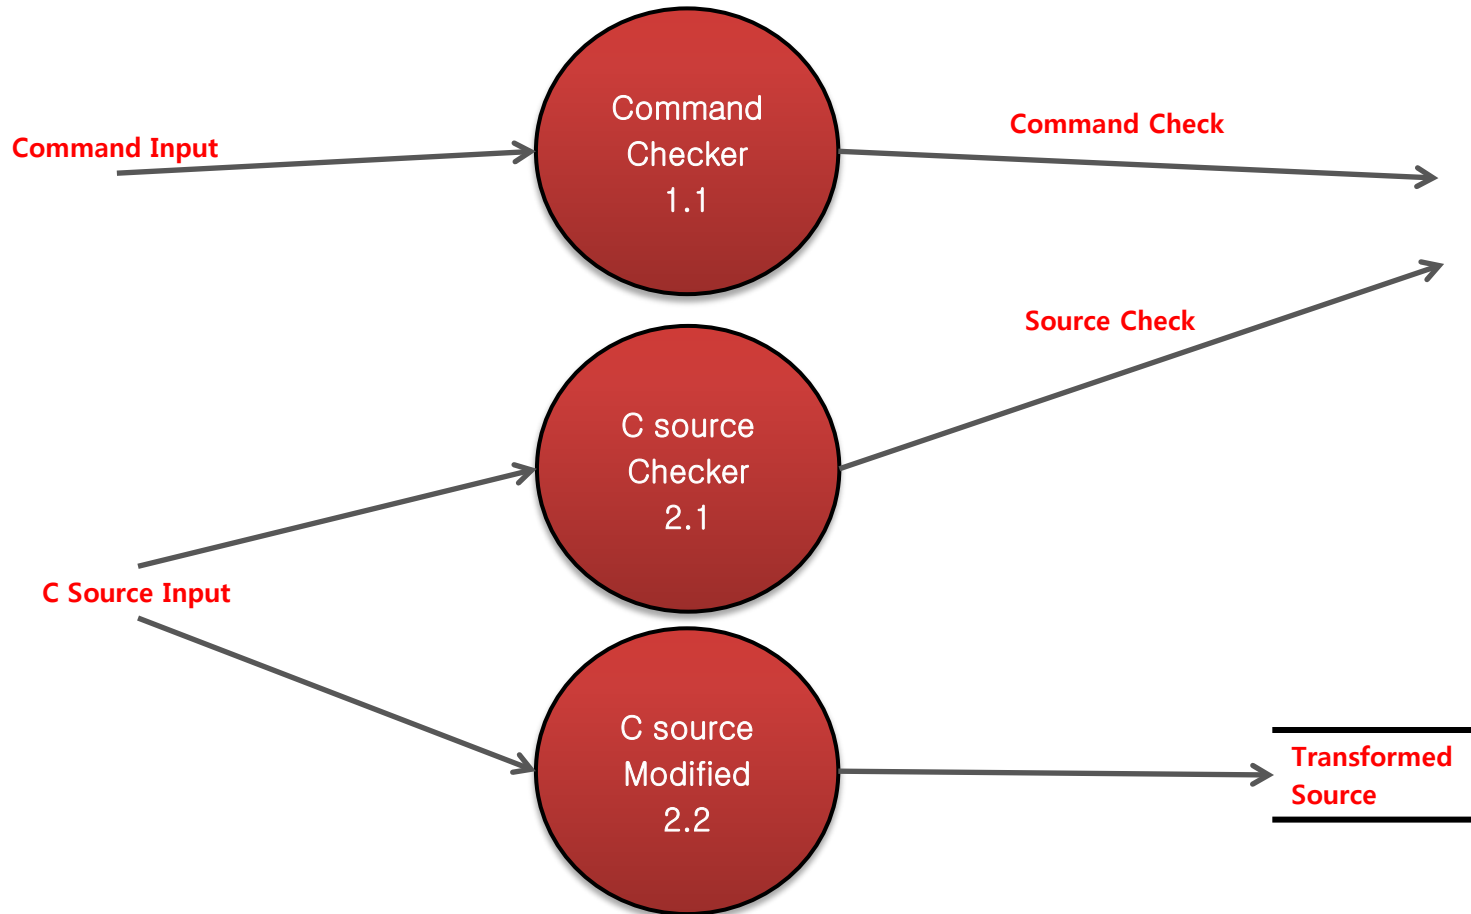 Command Input
Command
Checker
1.1
Command Check
Source Check
C source
Checker
2.1
C Source Input
C source
Modified
2.2
Transformed
Source